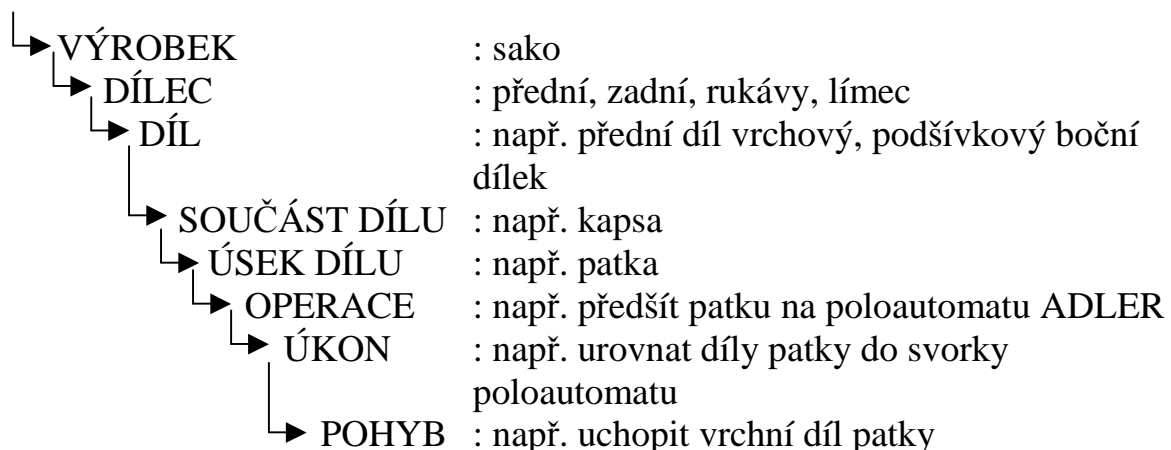 VÝROBEK : sako
DÍLEC : přední, zadní, rukávy, límec
DÍL : např. přední díl vrchový, podšívkový boční
dílek
SOUČÁST DÍLU : např. kapsa
ÚSEK DÍLU : např. patka
OPERACE : např. předšít patku na poloautomatu ADLER
ÚKON : např. urovnat díly patky do svorky
poloautomatu
POHYB : např. uchopit vrchní díl patky